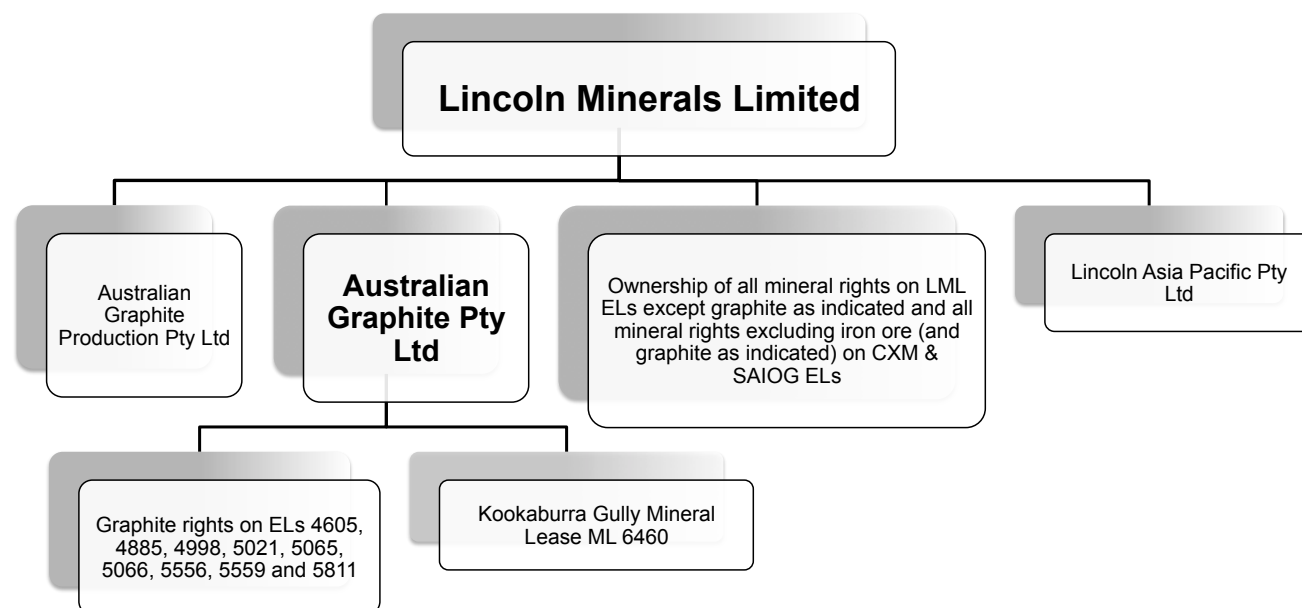 Lincoln Minerals Limited
Australian
Graphite
Production Pty Ltd
Australian
Graphite Pty
Ltd
Ownership of all mineral rights on LML
ELs except graphite as indicated and all
mineral rights excluding iron ore (and
graphite as indicated) on CXM &
SAIOG ELs
Lincoln Asia Pacific Pty
Ltd
Graphite rights on ELs 4605,
4885, 4998, 5021, 5065,
5066, 5556, 5559 and 5811
Kookaburra Gully Mineral
Lease ML 6460